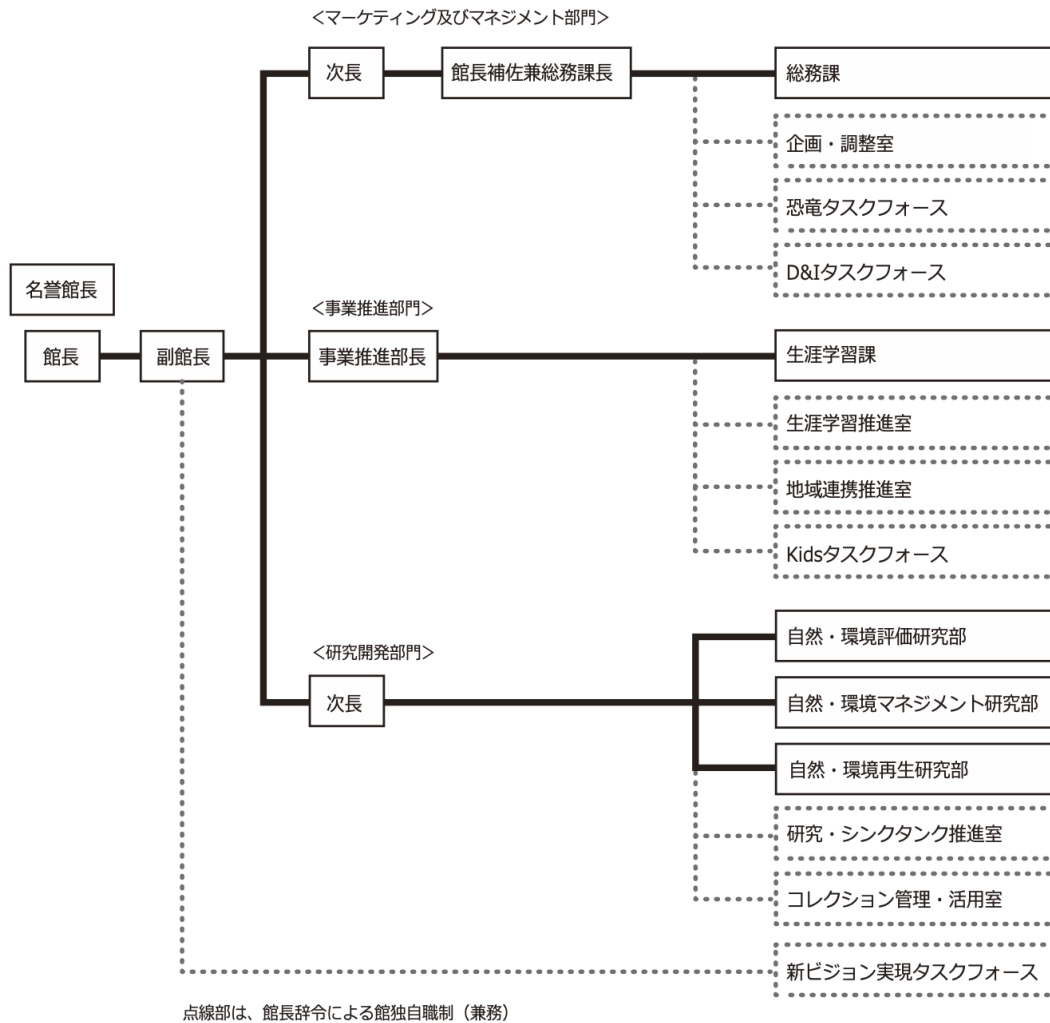 <マーケティング及びマネジメント部門>
次長
館長補佐兼総務課長
総務課
企画・調整室
恐竜タスクフォース
D&Iタスクフォース
名誉館長
館長
副館長
<事業推進部門>
事業推進部長
生涯学習課
生涯学習推進室
地域連携推進室
Kidsタスクフォース
<研究開発部門>
次長
自然・環境評価研究部
自然・環境マネジメント研究部
自然・環境再生研究部
研究・シンクタンク推進室
コレクション管理・活用室
新ビジョン実現タスクフォース
点線部は、館長辞令による館独自職制（兼務）